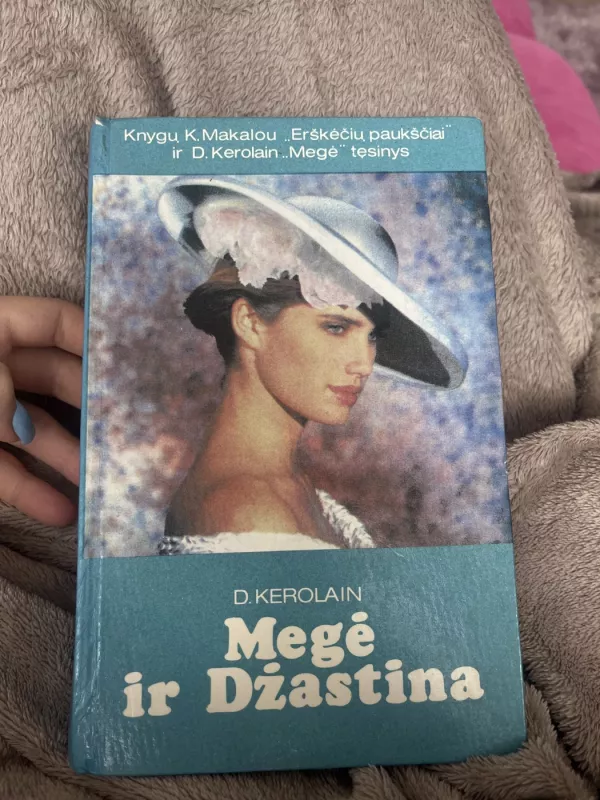 Knygų K. Makalou „Erškėčių paukščiai"
ir D. Kerolain „Megė" tęsinys
D. KEROLAIN
Megė
ir Džastina